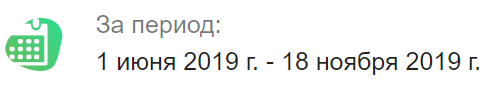 За период:
1 июня 2019 г. - 18 ноября 2019 г.